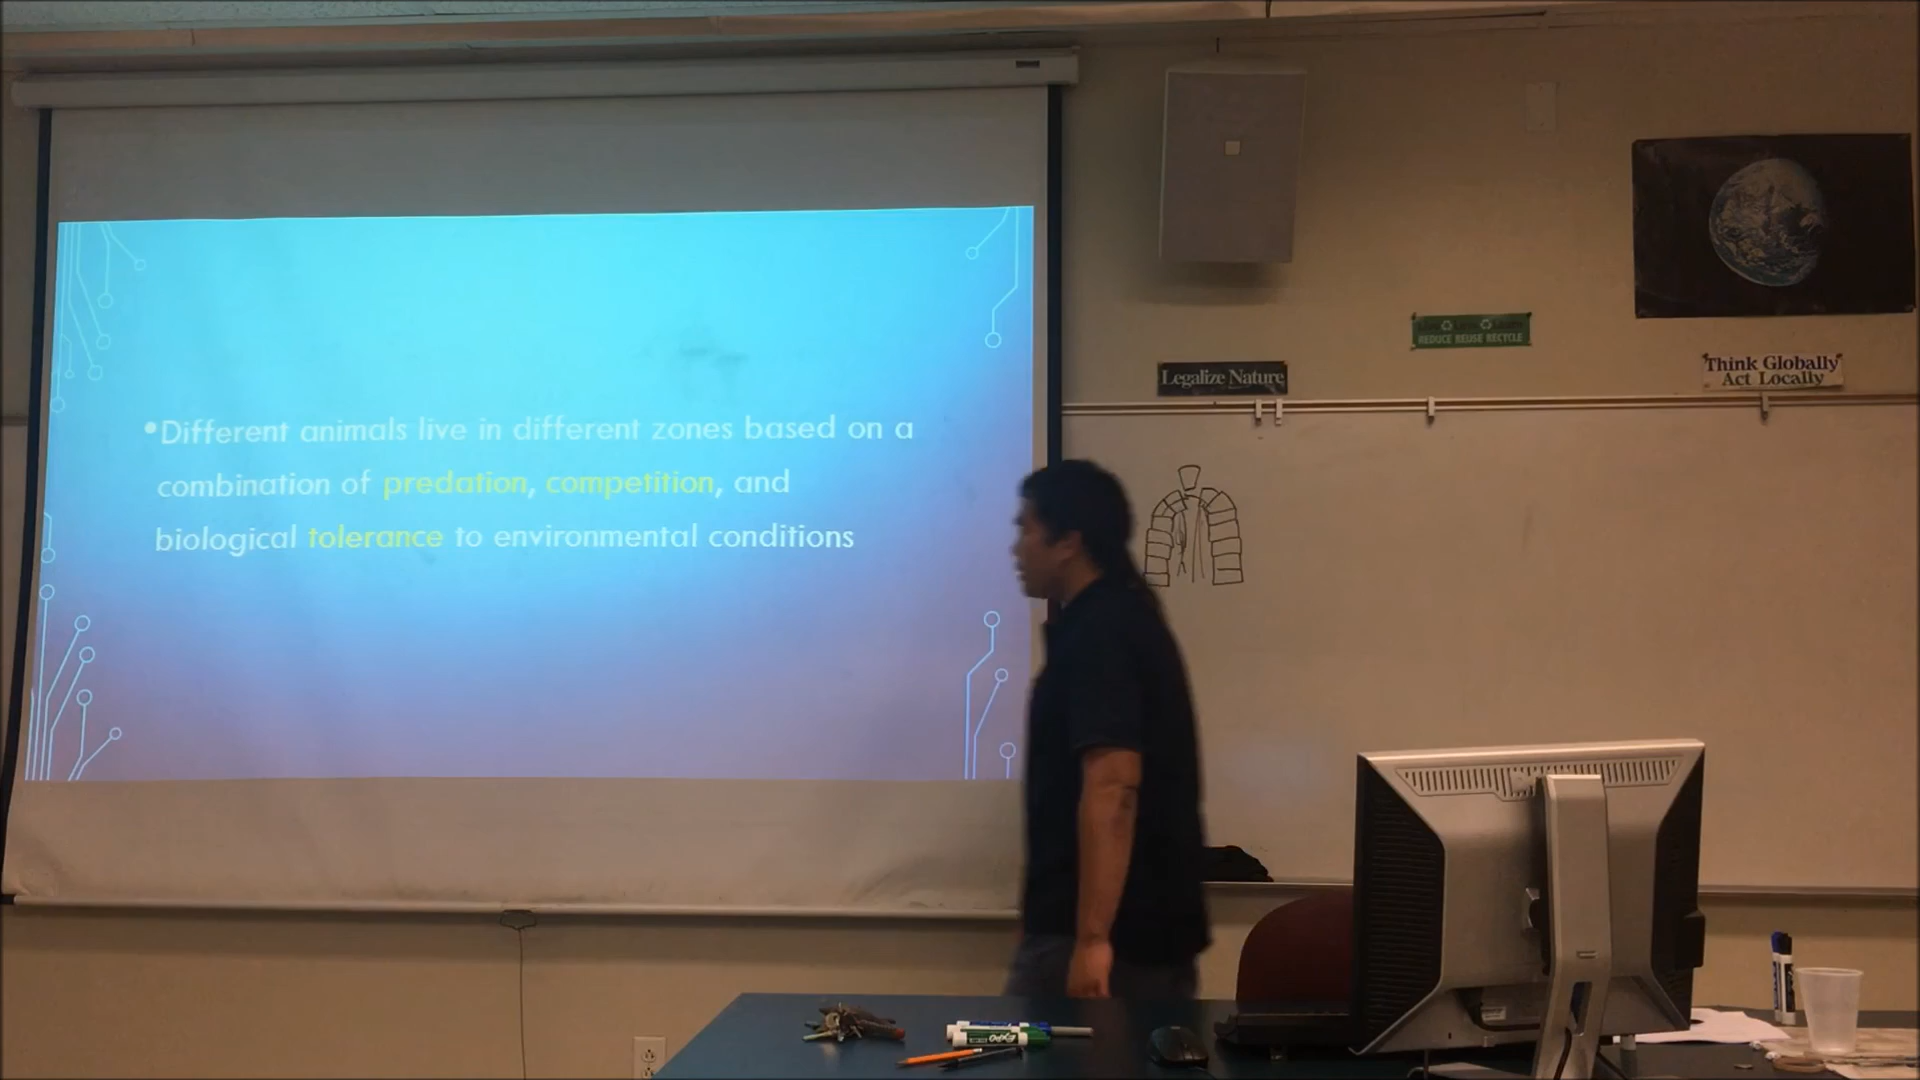 •Different animals live in different zones based on a
combination of predation, competition, and
biological tolerance to environmental conditions
Legalize Nature
REDUCE REUSE RECYCLE
Think Globally
Act Locally
EXPO